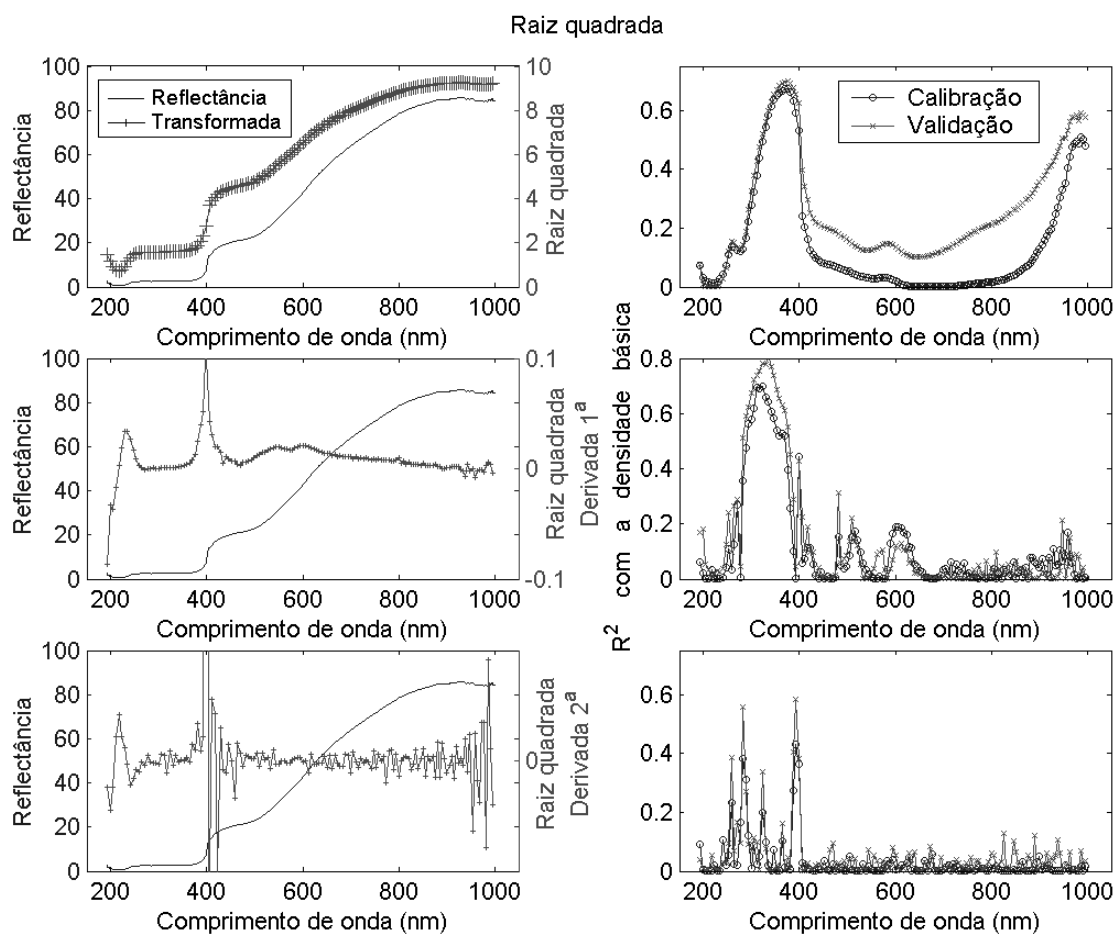 Raiz quadrada
100
80
60
40
20
0
Reflectância
Reflectância
Transformada
10
8
6
4
2
0
Raiz quadrada
200 400 600 800 1000
Comprimento de onda (nm)
0.6
0.4
0.2
0
Calibração
Validação
200 400 600 800 1000
Comprimento de onda (nm)
100
80
60
40
20
0
Reflectância
0.1
0
-0.1
Raiz quadrada
Derivada 1ª
200 400 600 800 1000
Comprimento de onda (nm)
R² com a densidade básica
0.8
0.6
0.4
0.2
0
200 400 600 800 1000
Comprimento de onda (nm)
100
80
60
40
20
0
Reflectância
0
Raiz quadrada
Derivada 2ª
200 400 600 800 1000
Comprimento de onda (nm)
0.6
0.4
0.2
0
200 400 600 800 1000
Comprimento de onda (nm)